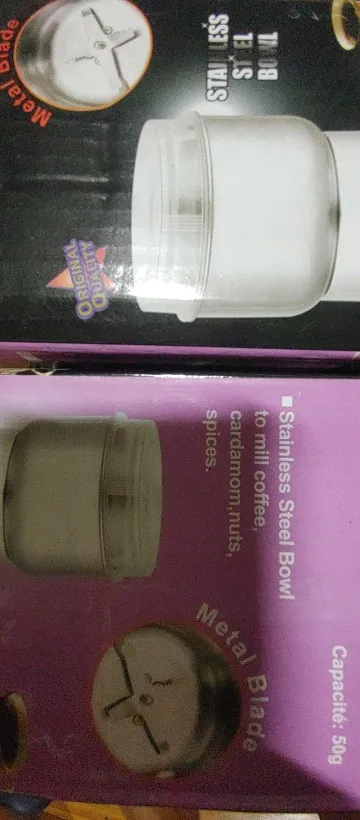 Metal Blade
STAINLESS
STEEL
BOWL
ORIGINAL
QUALITY
Capacité: 50g
■ Stainless Steel Bowl
to mill coffee,
cardamom,nuts,
spices.
Metal Blade